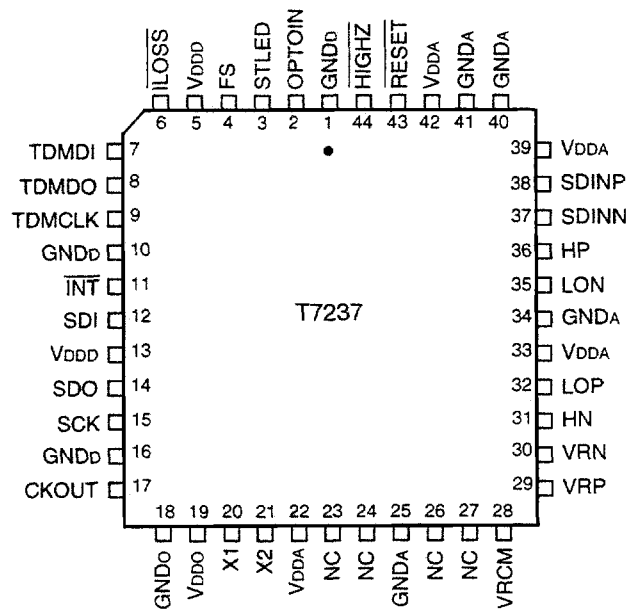 ILOSS VDDD FS STLED OPTOIN GNDD HIGHZ RESET VDDA GNDA GNDA
6 5 4 3 2 1 44 43 42 41 40
TDMDI 7
TDMDO 8
TDMCLK 9
GNDD 10
INT 11
SDI 12
VDDD 13
SDO 14
SCK 15
GNDD 16
CKOUT 17
T7237
39 VDDA
38 SDINP
37 SDINN
36 HP
35 LON
34 GNDA
33 VDDA
32 LOP
31 HN
30 VRN
29 VRP
18 19 20 21 22 23 24 25 26 27 28
GNDO VDDO X1 X2 VDDA NC NC GNDA NC NC VRCM